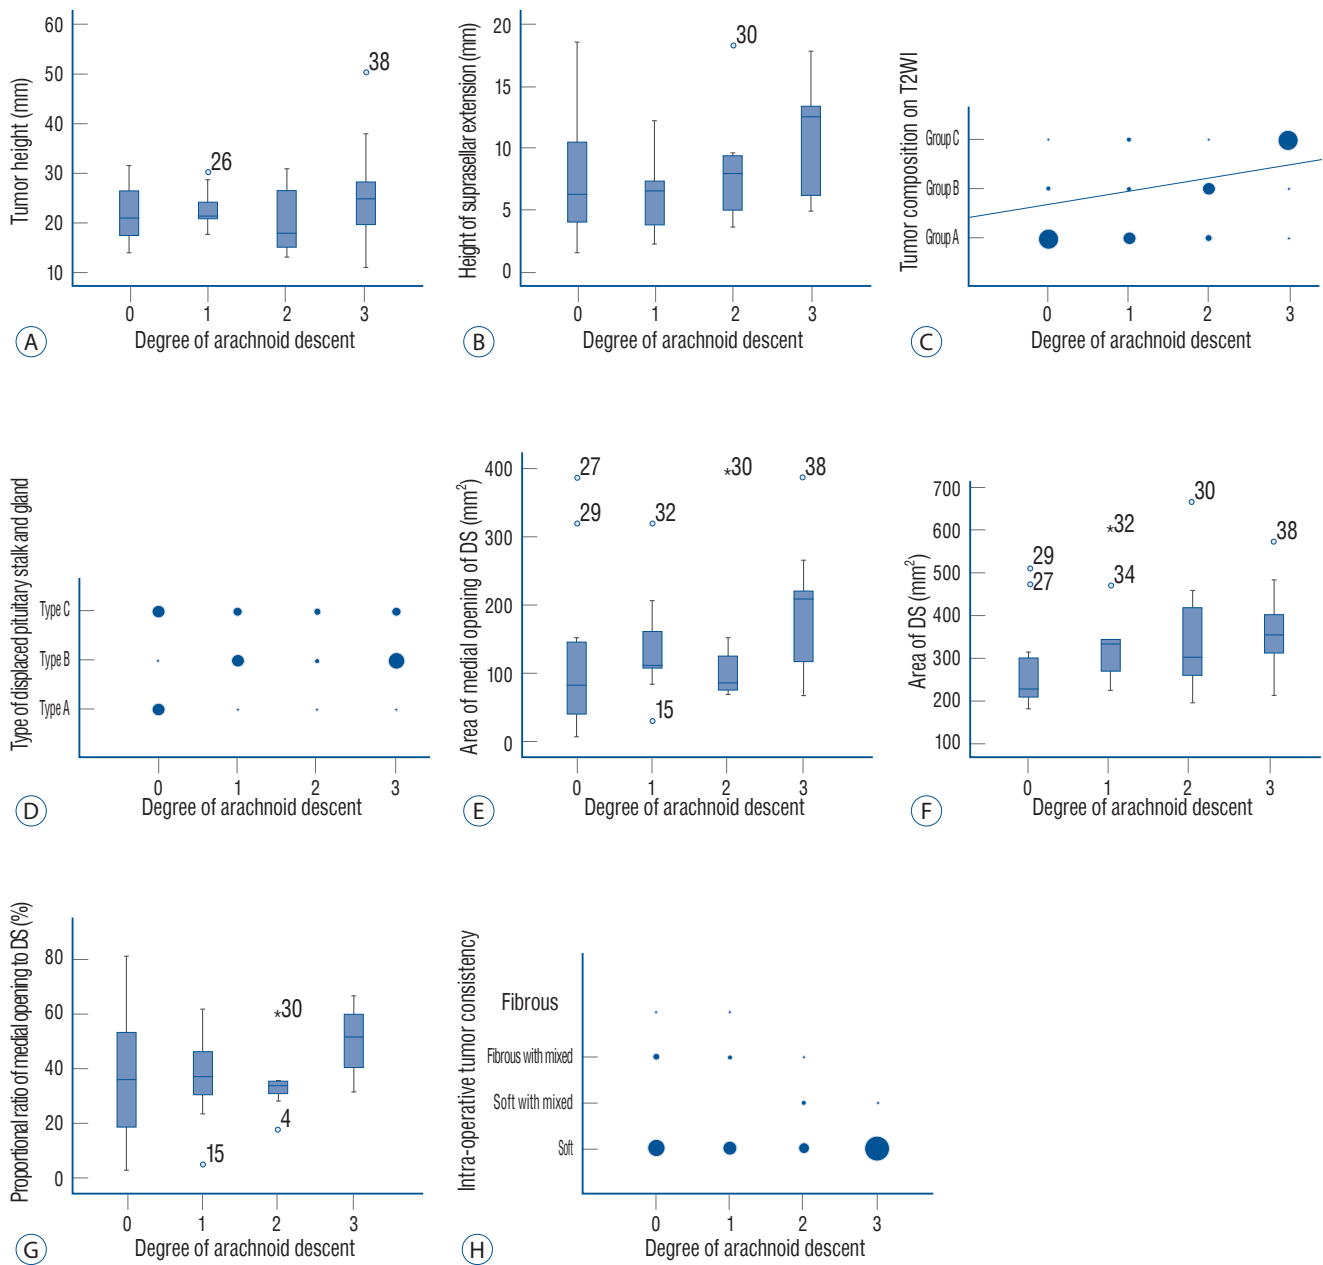 Tumor height (mm)
60
50
40
30
20
10
26
38
0 1 2 3
Degree of arachnoid descent
A
Height of suprasellar extension (mm)
20
15
10
5
0
30
0 1 2 3
Degree of arachnoid descent
B
Tumor composition on T2WI
Group C
Group B
Group A
0 1 2 3
Degree of arachnoid descent
C
Type of displaced pituitary stalk and gland
Type C
Type B
Type A
0 1 2 3
Degree of arachnoid descent
D
Area of medial opening of DS (mm²)
400
300
200
100
0
27
29
32
15
*30
38
0 1 2 3
Degree of arachnoid descent
E
Area of DS (mm²)
700
600
500
400
300
200
100
29
27
*32
34
30
38
0 1 2 3
Degree of arachnoid descent
F
Proportional ratio of medial opening to DS (%)
80
60
40
20
0
15
*30
4
0 1 2 3
Degree of arachnoid descent
G
Intra-operative tumor consistency
Fibrous
Fibrous with mixed
Soft with mixed
Soft
0 1 2 3
Degree of arachnoid descent
H